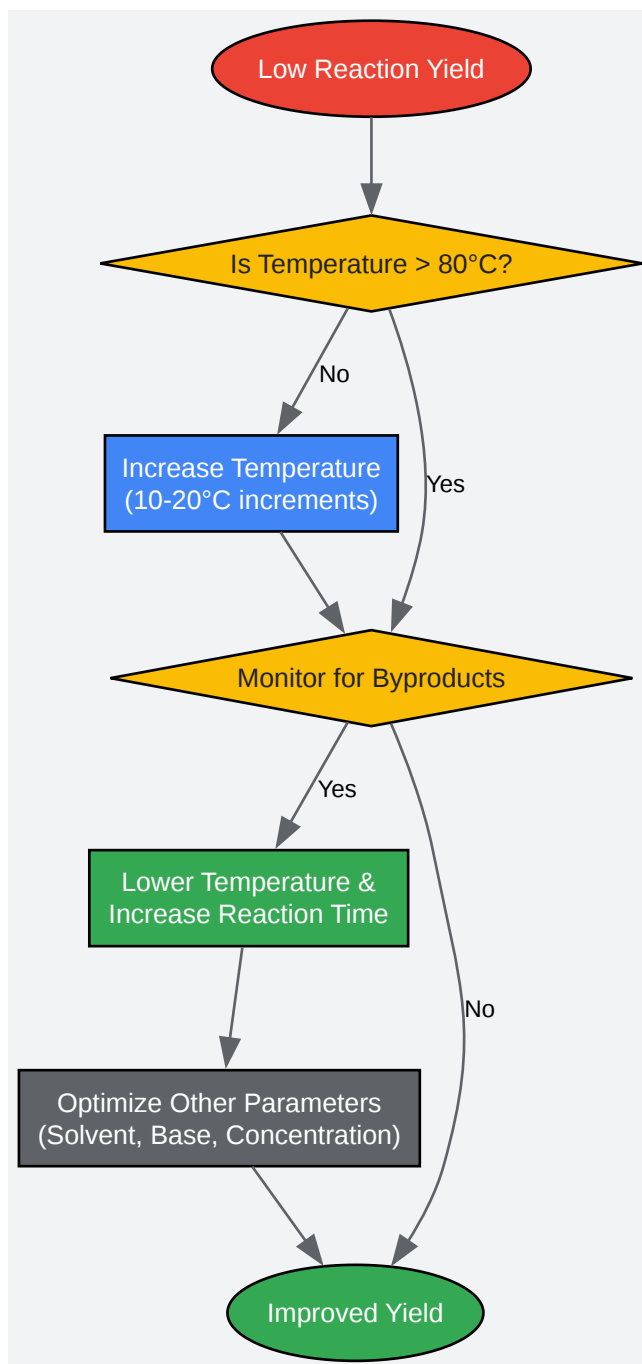 Low Reaction Yield
Is Temperature > 80°C?
No
Increase Temperature
(10-20°C increments)
Yes
Monitor for Byproducts
Yes
Lower Temperature &
Increase Reaction Time
No
Optimize Other Parameters
(Solvent, Base, Concentration)
Improved Yield